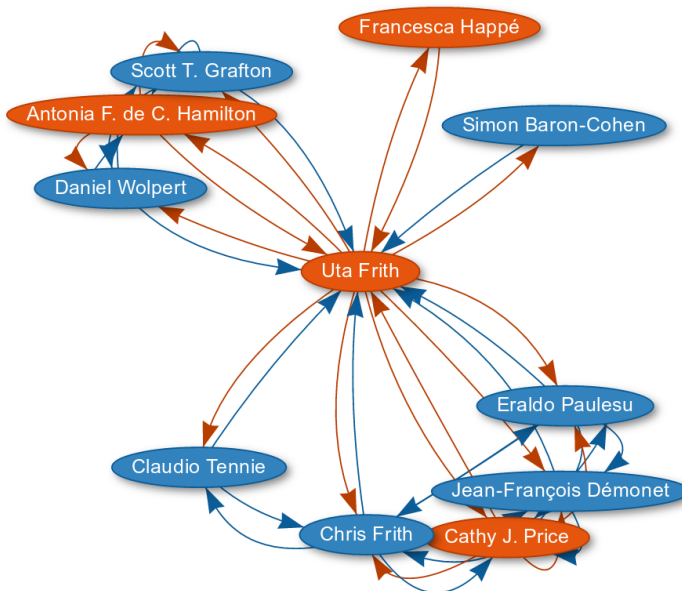 Francesca Happé
Scott T. Grafton
Antonia F. de C. Hamilton
Simon Baron-Cohen
Daniel Wolpert
Uta Frith
Eraldo Paulesu
Claudio Tennie
Jean-François Démonet
Chris Frith
Cathy J. Price